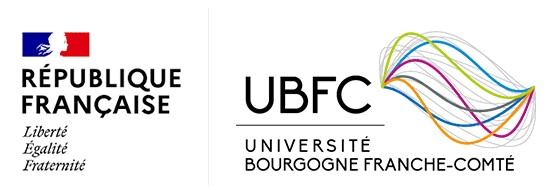 RÉPUBLIQUE
FRANÇAISE
Liberté
Égalité
Fraternité
UBFC
UNIVERSITÉ
BOURGOGNE FRANCHE-COMTÉ